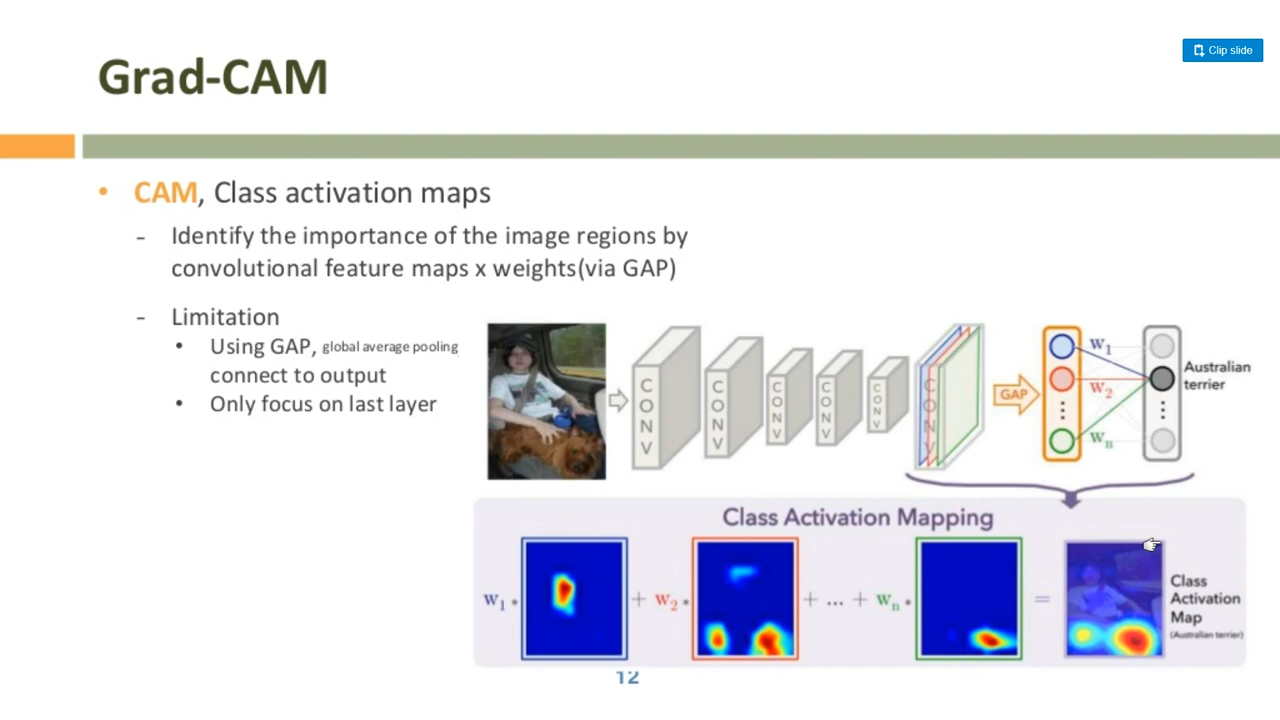 Clip slide
Grad-CAM
• CAM, Class activation maps
- Identify the importance of the image regions by
convolutional feature maps x weights(via GAP)
- Limitation
• Using GAP, global average pooling
connect to output
• Only focus on last layer
CONV
CONV
CONV
CONV
CONV
CONV
GAP
w1
w2
wn
Australian
terrier
Class Activation Mapping
w1 • + w2 • + ... + wn • =
Class
Activation
Map
(Australian terrier)
12